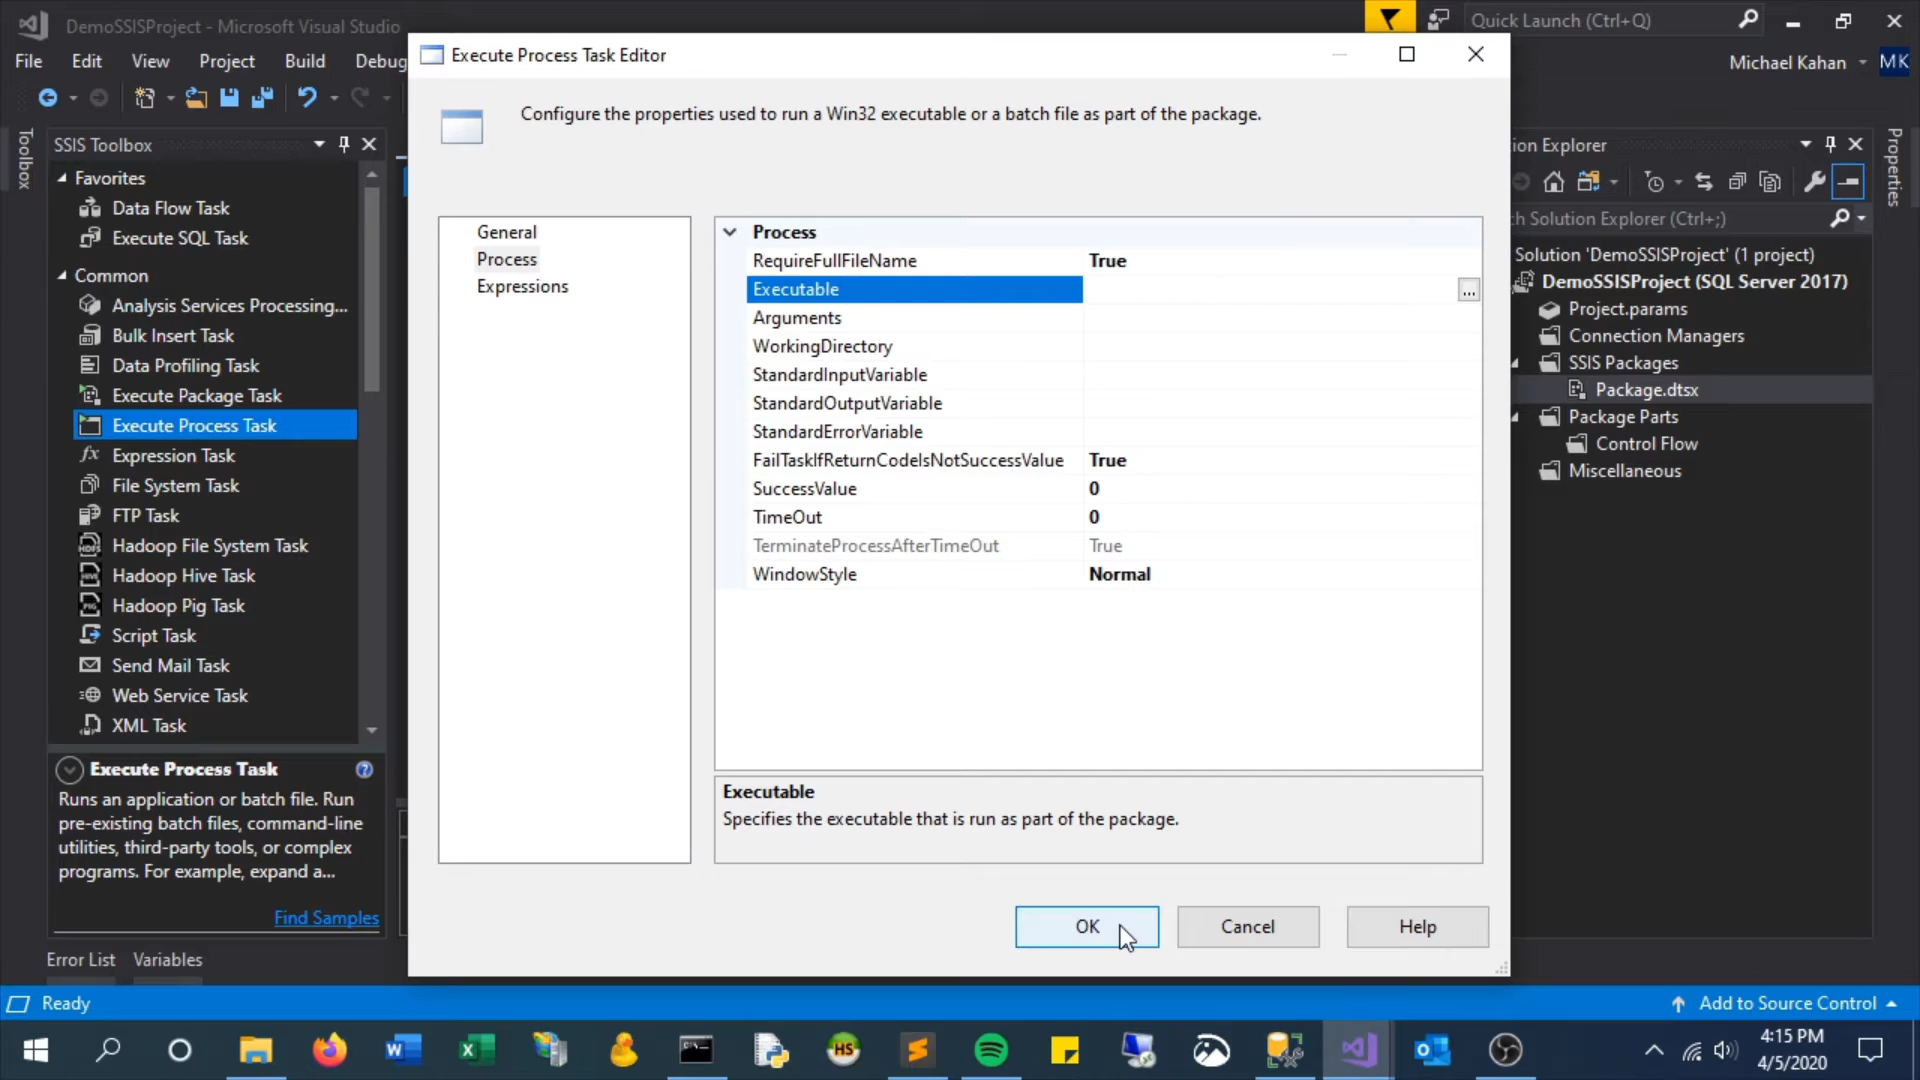 DemoSSISProject - Microsoft Visual Studio
Quick Launch (Ctrl+Q)
File Edit View Project Build Debug
Michael Kahan MK
Toolbox
SSIS Toolbox
Favorites
Data Flow Task
Execute SQL Task
Common
Analysis Services Processing...
Bulk Insert Task
Data Profiling Task
Execute Package Task
Execute Process Task
Expression Task
File System Task
FTP Task
Hadoop File System Task
Hadoop Hive Task
Hadoop Pig Task
Script Task
Send Mail Task
Web Service Task
XML Task
Execute Process Task
Runs an application or batch file. Run
pre-existing batch files, command-line
utilities, third-party tools, or complex
programs. For example, expand a...
Find Samples
Error List Variables
Execute Process Task Editor
Configure the properties used to run a Win32 executable or a batch file as part of the package.
General
Process
Expressions
Process
RequireFullFileName True
Executable ...
Arguments
WorkingDirectory
StandardInputVariable
StandardOutputVariable
StandardErrorVariable
FailTaskIfReturnCodeIsNotSuccessValue True
SuccessValue 0
TimeOut 0
TerminateProcessAfterTimeOut True
WindowStyle Normal
Executable
Specifies the executable that is run as part of the package.
OK Cancel Help
ion Explorer
ch Solution Explorer (Ctrl+;)
Solution 'DemoSSISProject' (1 project)
DemoSSISProject (SQL Server 2017)
Project.params
Connection Managers
SSIS Packages
Package.dtsx
Package Parts
Control Flow
Miscellaneous
Properties
Ready
Add to Source Control
4:15 PM
4/5/2020